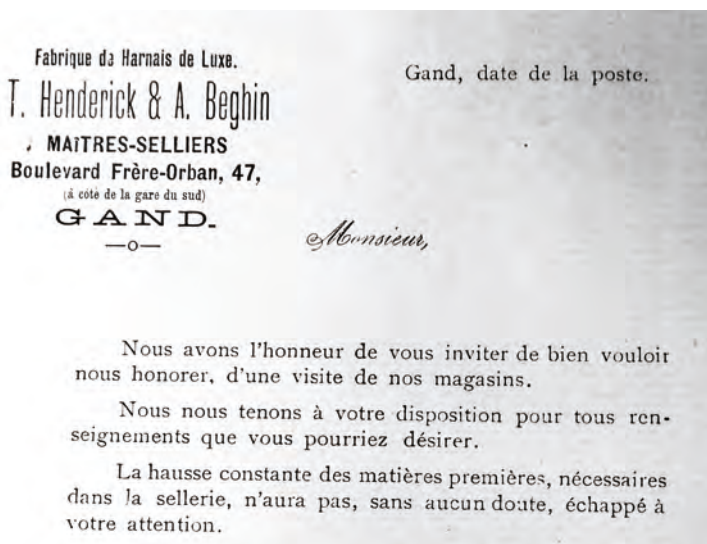 Fabrique de Harnais de Luxe.
T. Henderick & A. Beghin
MAÎTRES-SELLIERS
Boulevard Frère-Orban, 47,
(à côté de la gare du sud)
GAND.
—o—
Gand, date de la poste.
Monsieur,
Nous avons l'honneur de vous inviter de bien vouloir
nous honorer, d'une visite de nos magasins.
Nous nous tenons à votre disposition pour tous ren-
seignements que vous pourriez désirer.
La hausse constante des matières premières, nécessaires
dans la sellerie, n'aura pas, sans aucun doute, échappé à
votre attention.